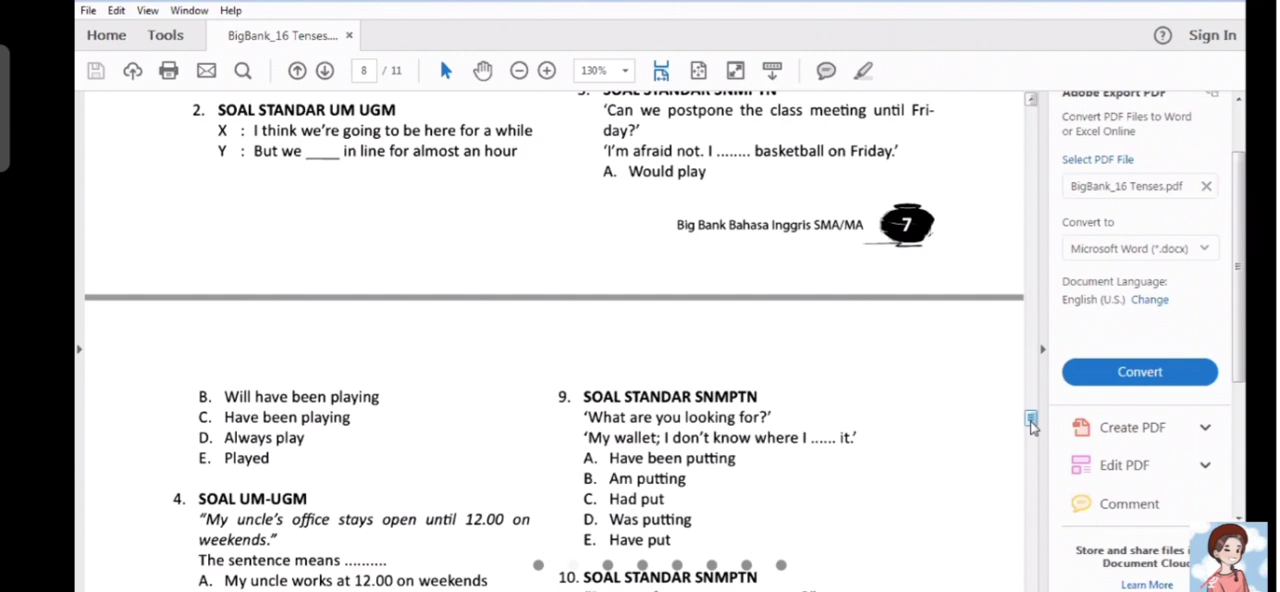 File Edit View Window Help
Home Tools BigBank_16 Tenses.... × Sign In
8 / 11 130%
2. SOAL STANDAR UM UGM
X : I think we're going to be here for a while
Y : But we ____ in line for almost an hour
3. SOAL STANDAR SNMPTN
'Can we postpone the class meeting until Fri-
day?'
'I'm afraid not. I ........ basketball on Friday.'
A. Would play
Big Bank Bahasa Inggris SMA/MA 7
B. Will have been playing
C. Have been playing
D. Always play
E. Played
4. SOAL UM-UGM
"My uncle's office stays open until 12.00 on
weekends."
The sentence means ..........
A. My uncle works at 12.00 on weekends
9. SOAL STANDAR SNMPTN
'What are you looking for?'
'My wallet; I don't know where I ...... it.'
A. Have been putting
B. Am putting
C. Had put
D. Was putting
E. Have put
10. SOAL STANDAR SNMPTN
Adobe Export PDF
Convert PDF Files to Word
or Excel Online
Select PDF File
BigBank_16 Tenses.pdf ×
Convert to
Microsoft Word (*.docx)
Document Language:
English (U.S.) Change
Convert
Create PDF
Edit PDF
Comment
Store and share files
Document Clou
Learn More